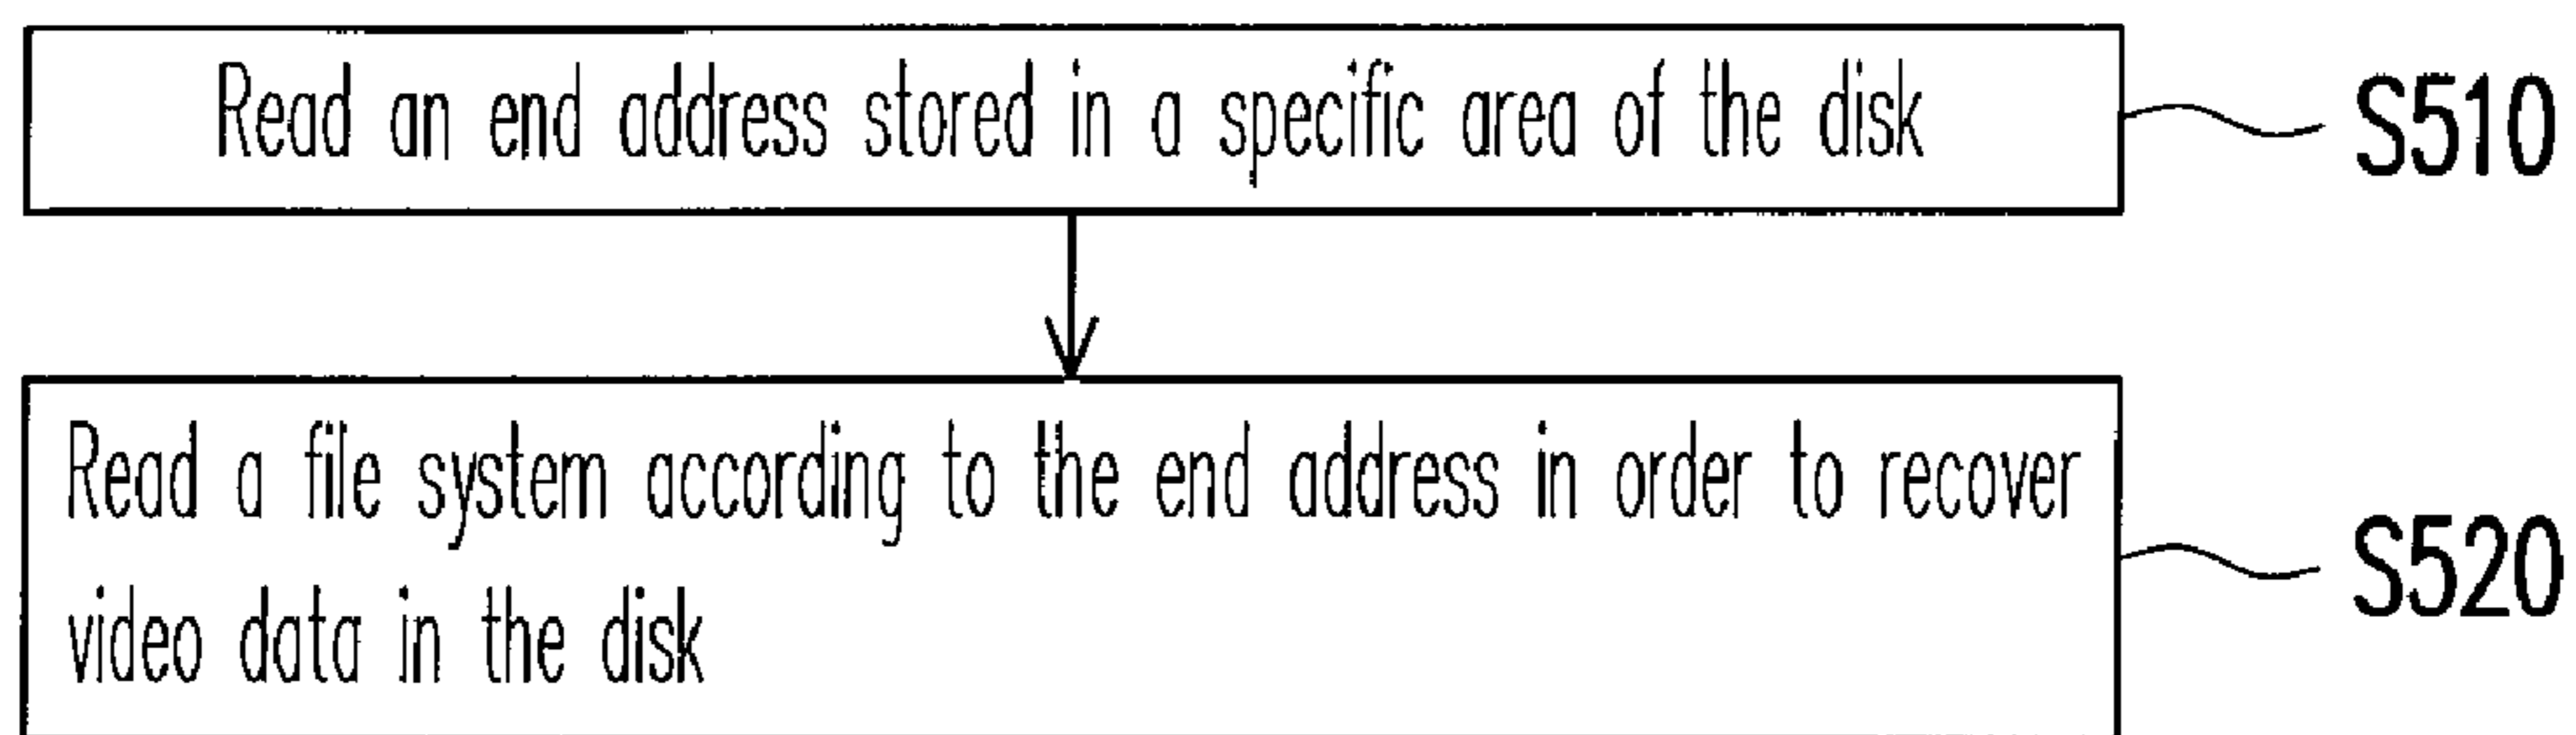 Read an end address stored in a specific area of the disk
S510
Read a file system according to the end address in order to recover
video data in the disk
S520